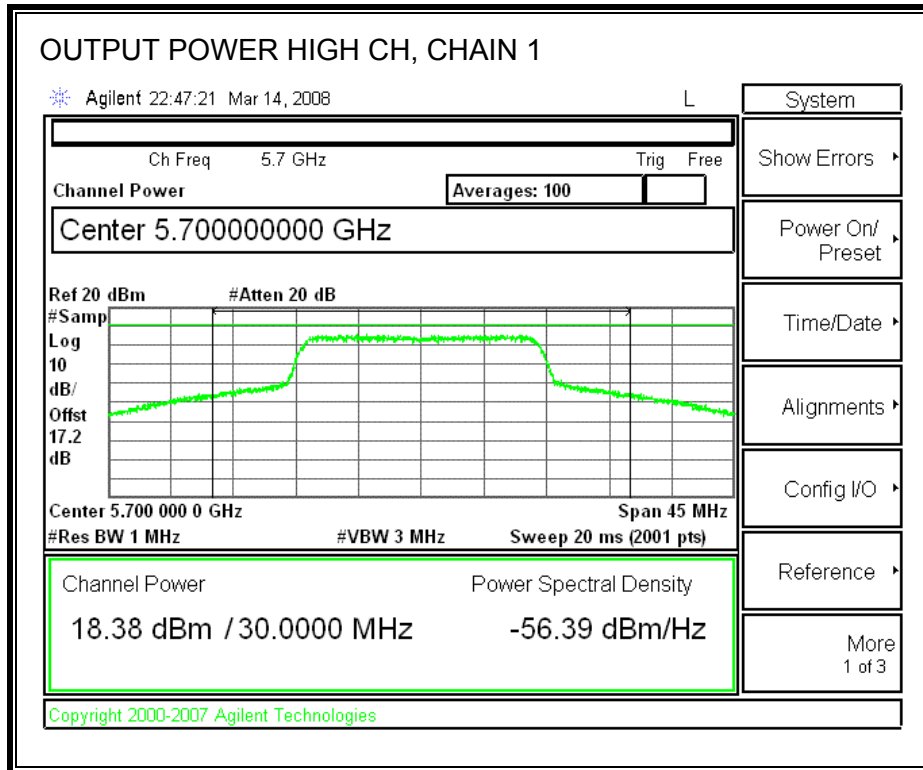 OUTPUT POWER HIGH CH, CHAIN 1
Agilent 22:47:21 Mar 14, 2008 L
System
Ch Freq 5.7 GHz Trig Free
Show Errors
Channel Power Averages: 100
Center 5.700000000 GHz
Power On/
Preset
Ref 20 dBm #Atten 20 dB
#Samp
Log
10
dB/
Offst
17.2
dB
Time/Date
Alignments
Config I/O
Center 5.700 000 0 GHz Span 45 MHz
#Res BW 1 MHz #VBW 3 MHz Sweep 20 ms (2001 pts)
Channel Power Power Spectral Density
Reference
18.38 dBm / 30.0000 MHz -56.39 dBm/Hz
More
1 of 3
Copyright 2000-2007 Agilent Technologies